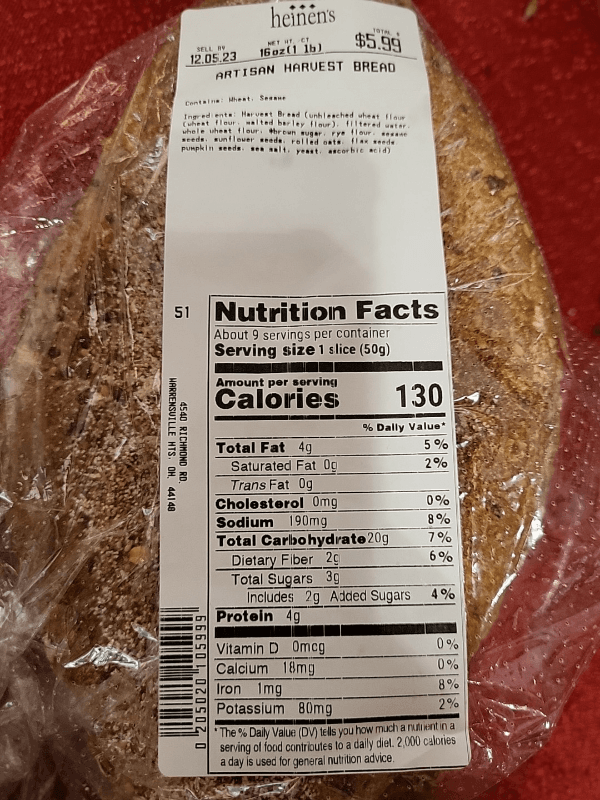 heinen's
SELL BY NET WT./CT TOTAL $
12.05.23 16oz(1 lb) $5.99
ARTISAN HARVEST BREAD
Contains: Wheat, Sesame
Ingredients: Harvest Bread (unbleached wheat flour
(wheat flour, malted barley flour), filtered water,
whole wheat flour, brown sugar, rye flour, sesame
seeds, sunflower seeds, rolled oats, flax seeds
pumpkin seeds, sea salt, yeast, ascorbic acid)
51
4540 RICHMOND RD.
WARRENSVILLE HTS. OH. 44148
0 205020 105999
Nutrition Facts
About 9 servings per container
Serving size 1 slice (50g)
Amount per serving
Calories 130
% Daily Value*
Total Fat 4g 5%
Saturated Fat 0g 2%
Trans Fat 0g
Cholesterol 0mg 0%
Sodium 190mg 8%
Total Carbohydrate 20g 7%
Dietary Fiber 2g 6%
Total Sugars 3g
Includes 2g Added Sugars 4%
Protein 4g
Vitamin D 0mcg 0%
Calcium 18mg 0%
Iron 1mg 8%
Potassium 80mg 2%
* The % Daily Value (DV) tells you how much a nutrient in a
serving of food contributes to a daily diet. 2,000 calories
a day is used for general nutrition advice.